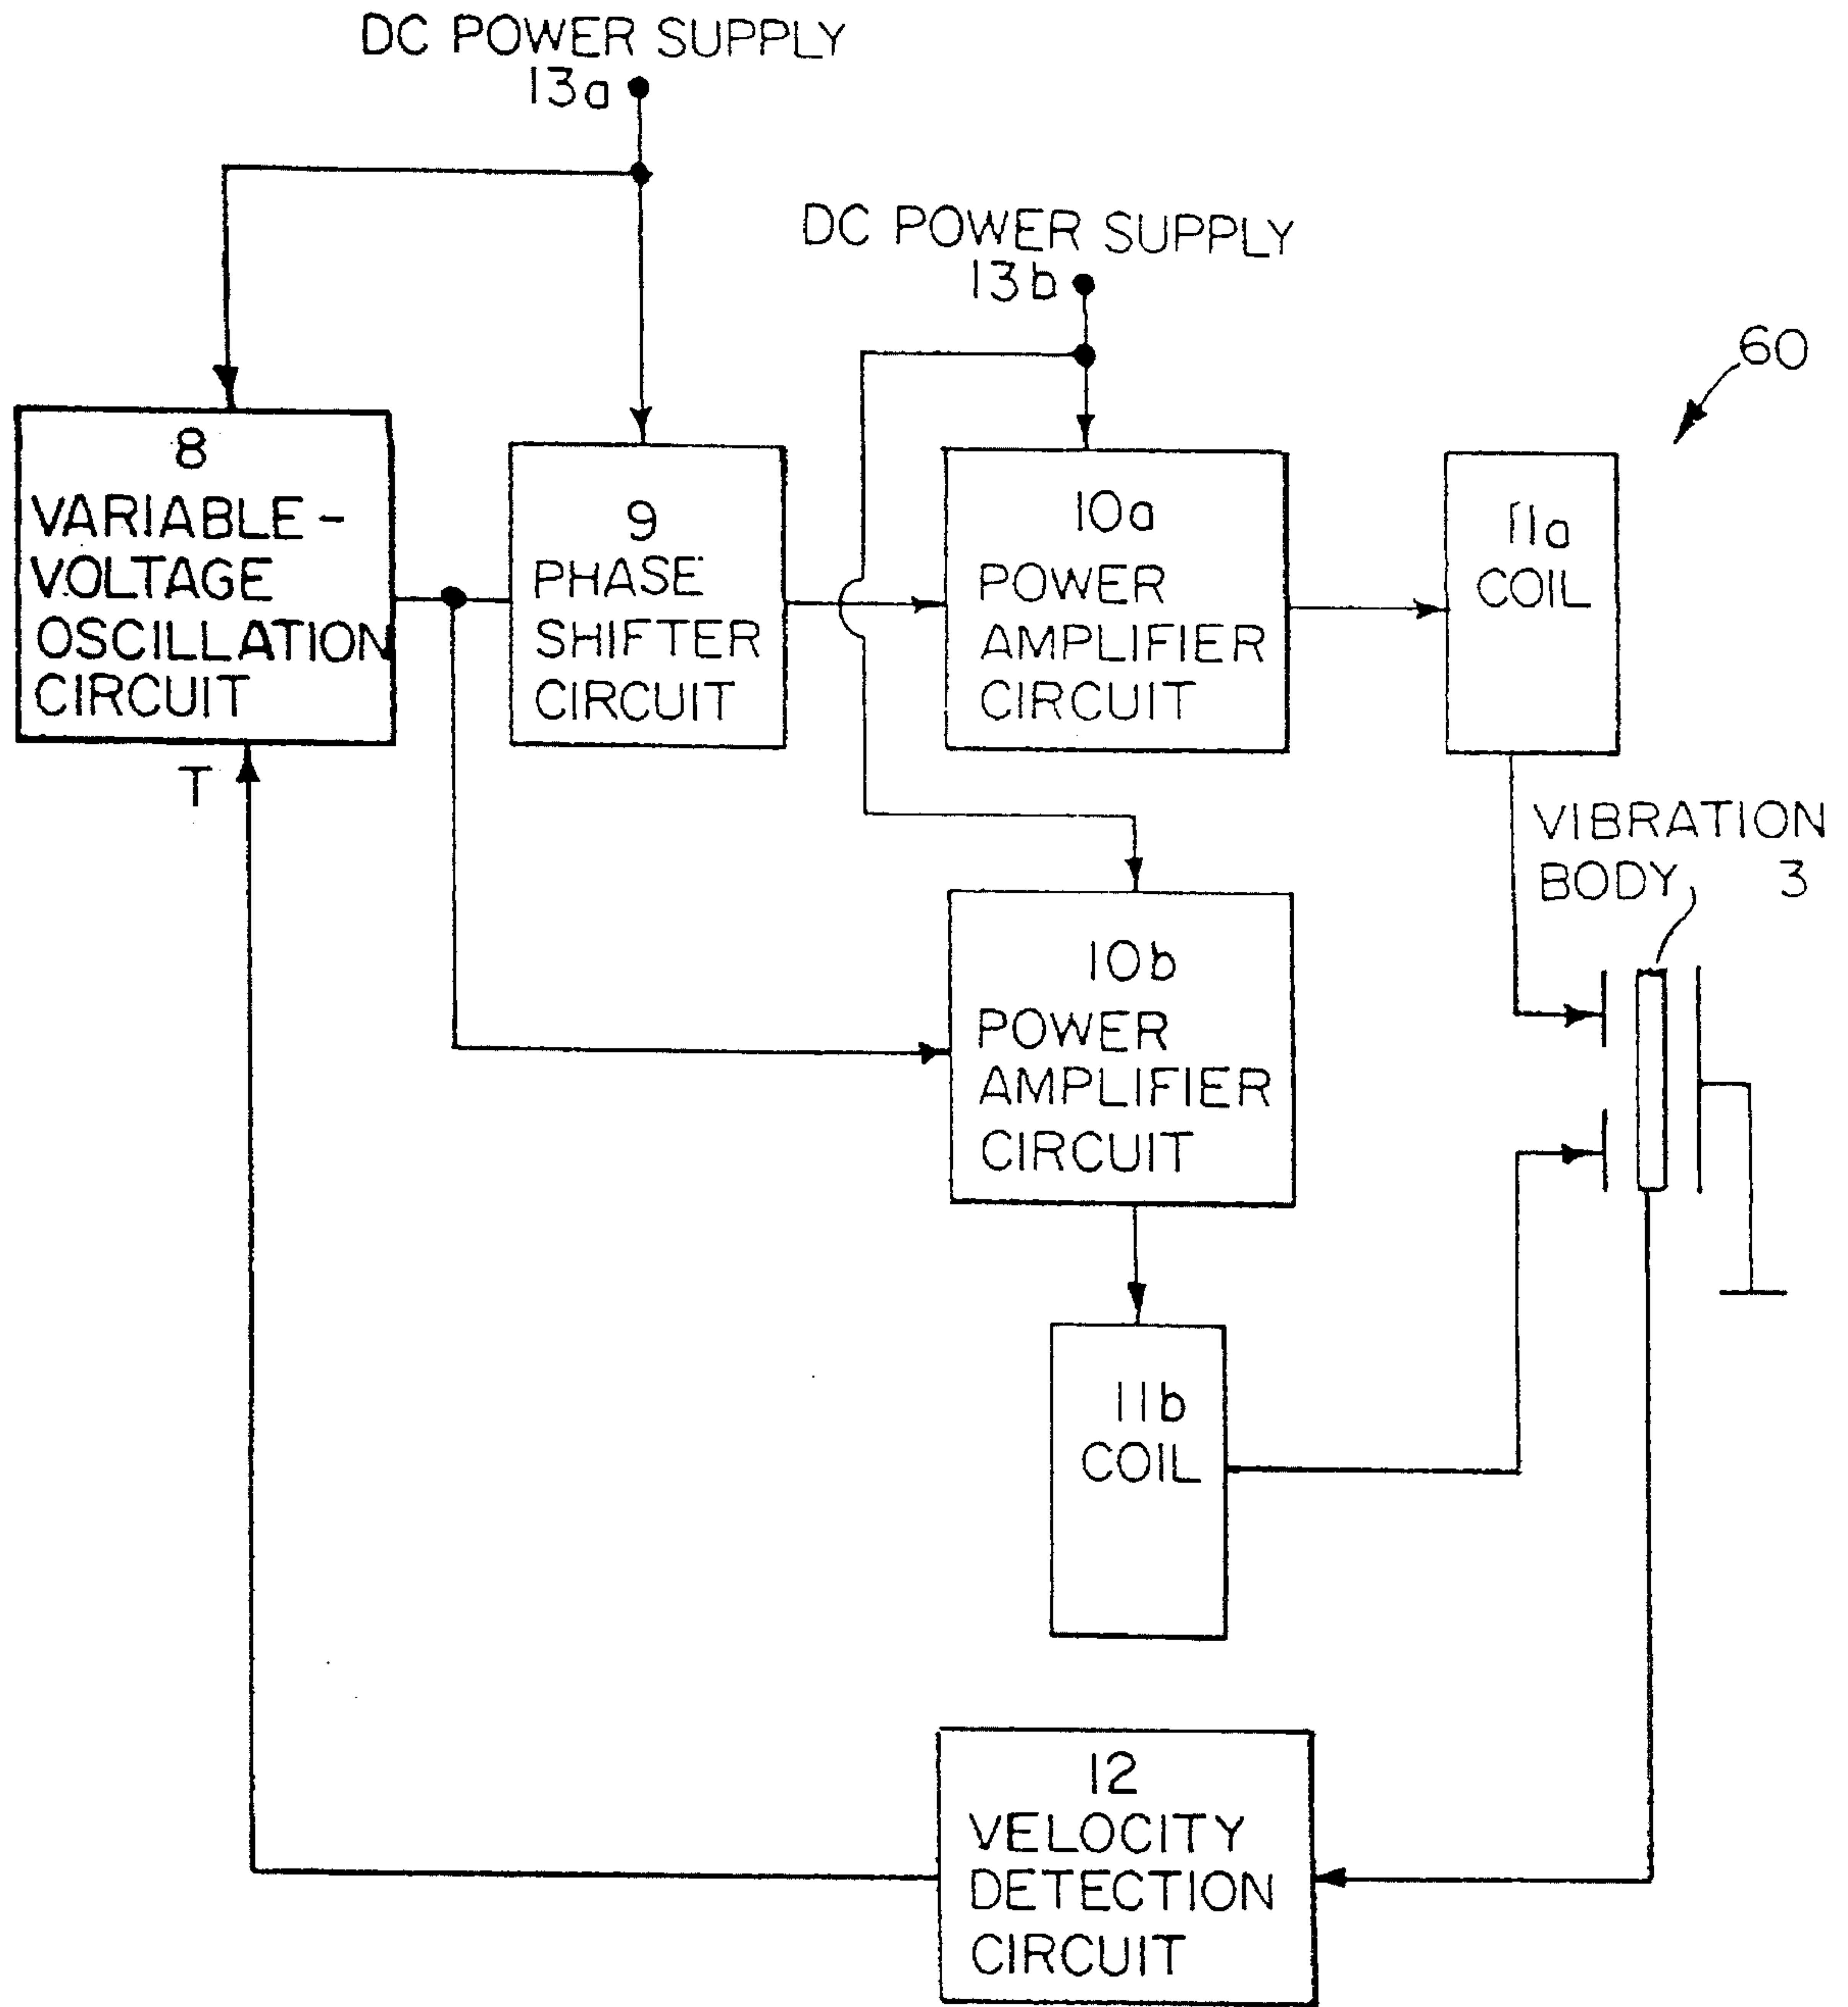 DC POWER SUPPLY
13a
DC POWER SUPPLY
13b
60
8
VARIABLE-
VOLTAGE
OSCILLATION
CIRCUIT
T
9
PHASE
SHIFTER
CIRCUIT
10a
POWER
AMPLIFIER
CIRCUIT
11a
COIL
VIBRATION
BODY 3
10b
POWER
AMPLIFIER
CIRCUIT
11b
COIL
12
VELOCITY
DETECTION
CIRCUIT